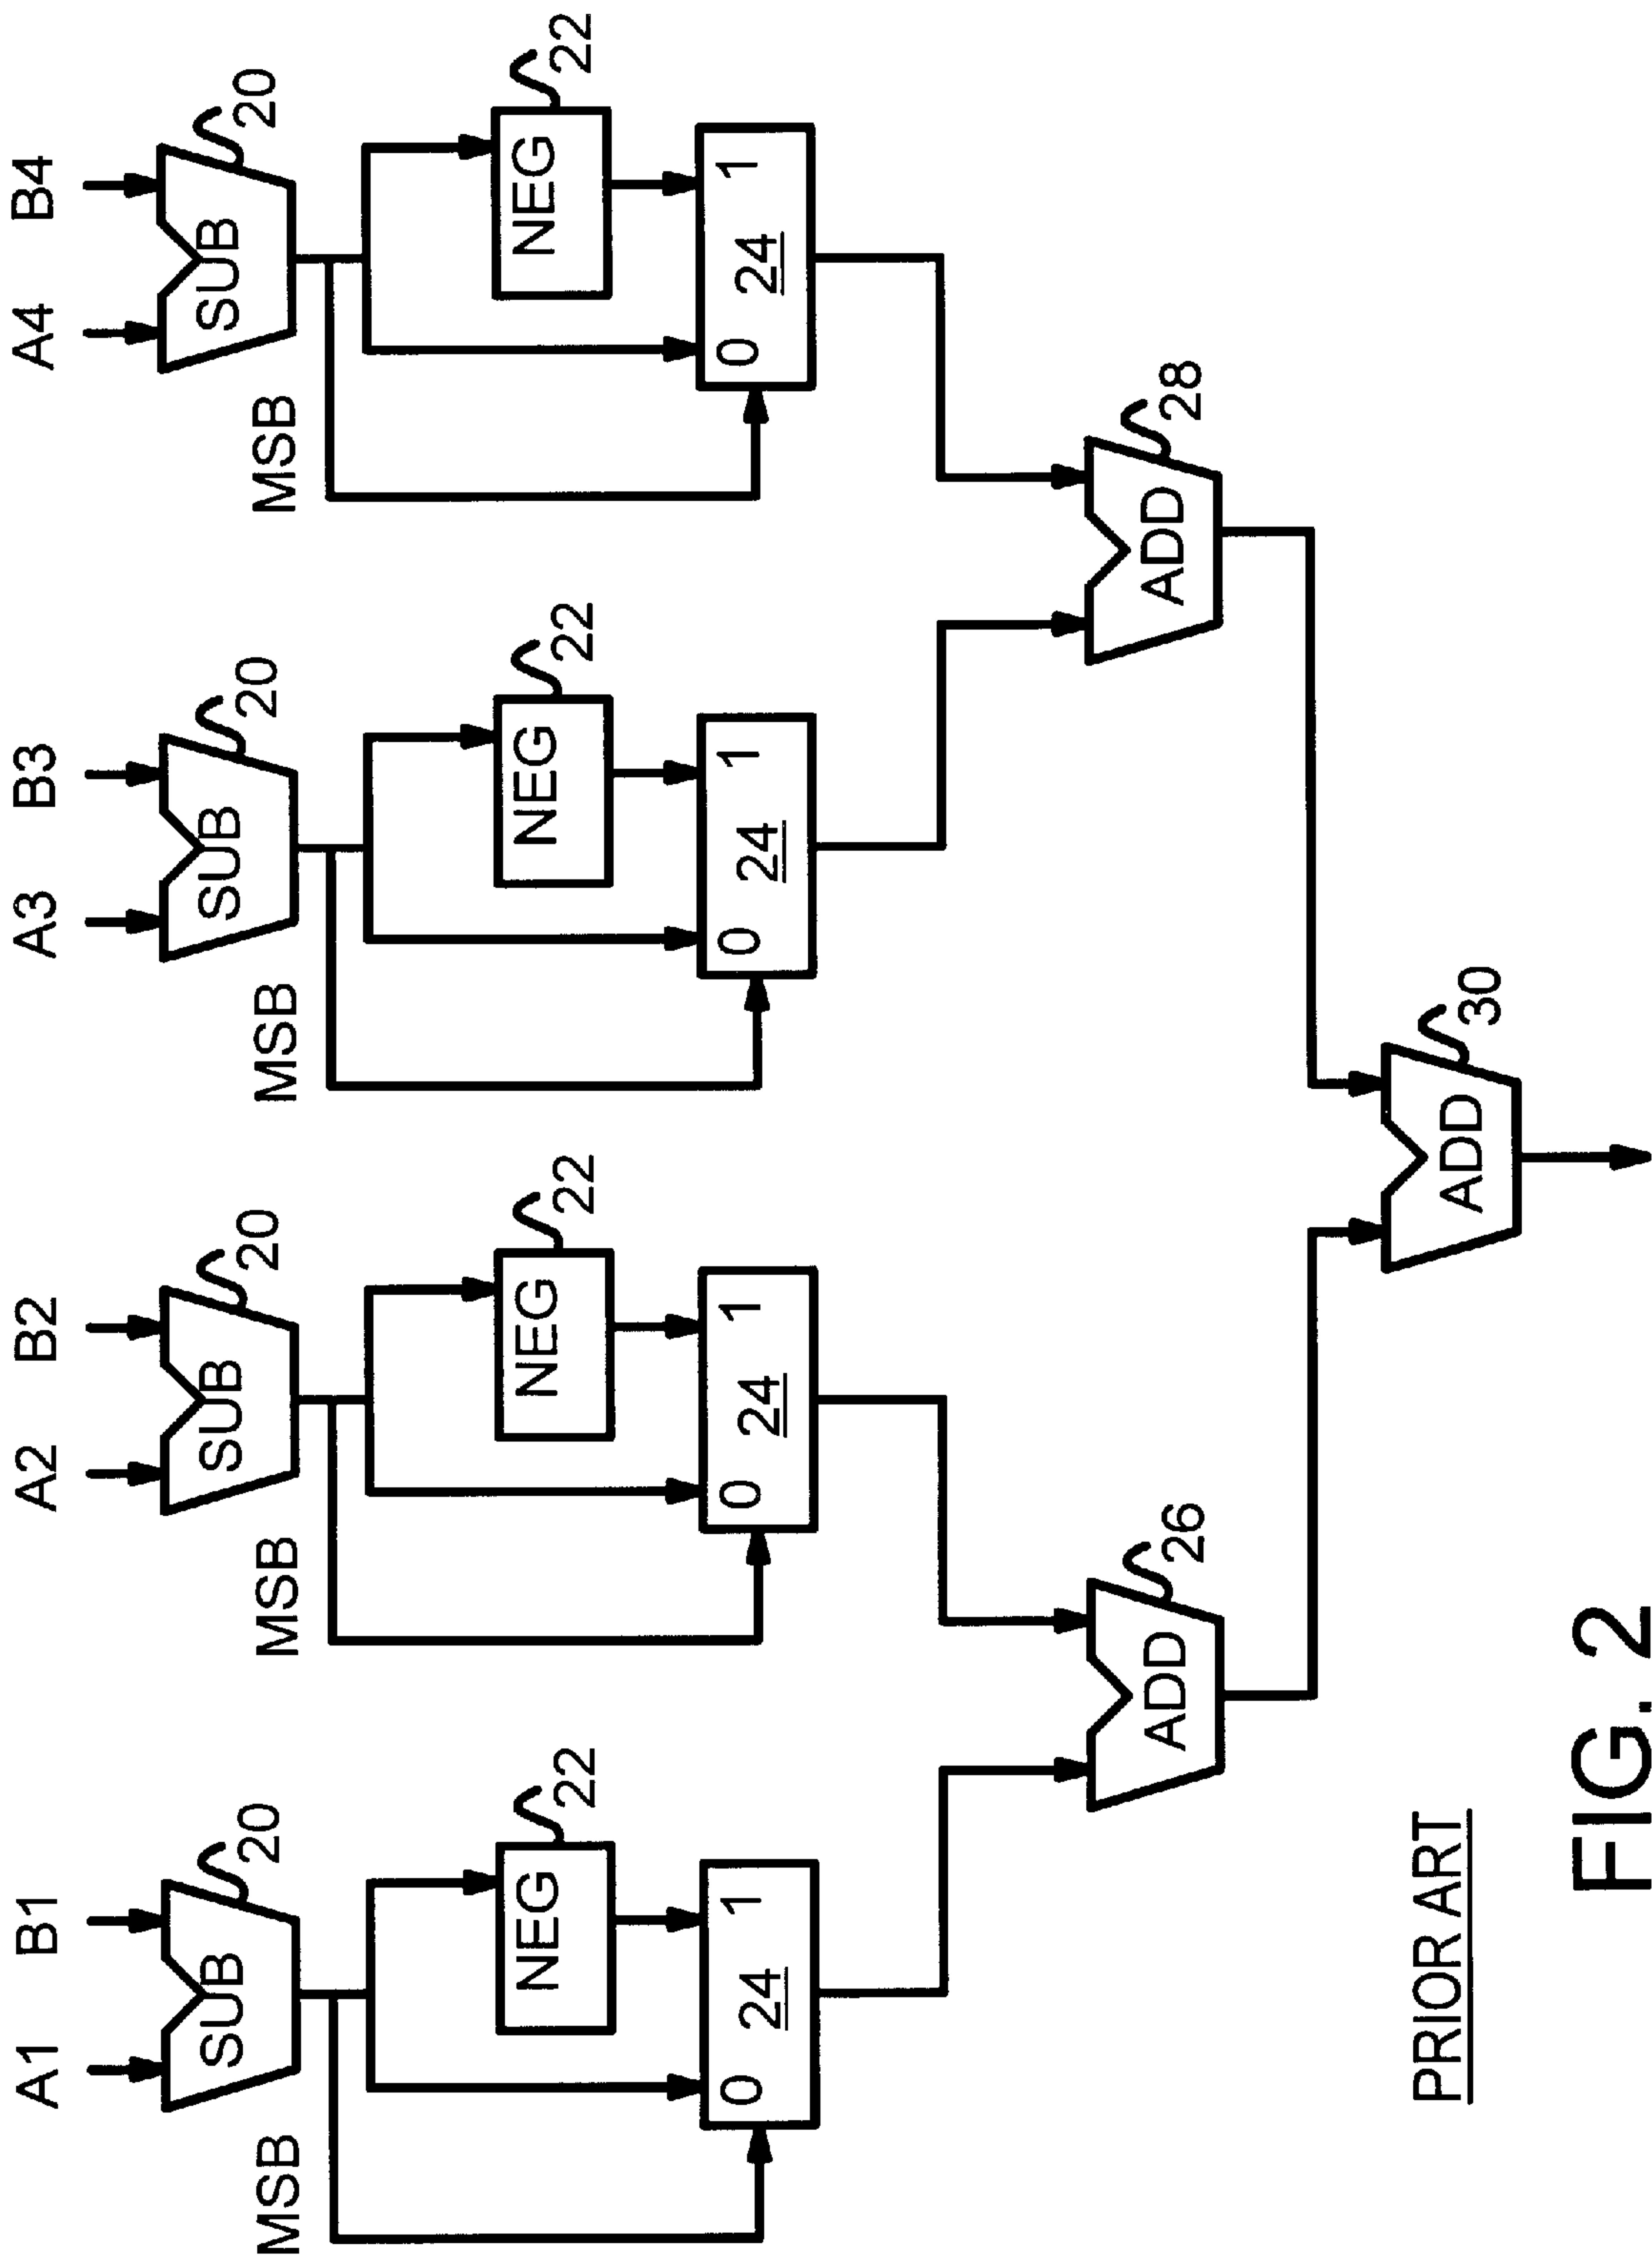 A1 B1 A2 B2 A3 B3 A4 B4
SUB 20 SUB 20 SUB 20 SUB 20
MSB MSB MSB MSB
NEG 22 NEG 22 NEG 22 NEG 22
0 24 1 0 24 1 0 24 1 0 24 1
ADD 26 ADD 28
ADD 30
PRIOR ART
FIG. 2